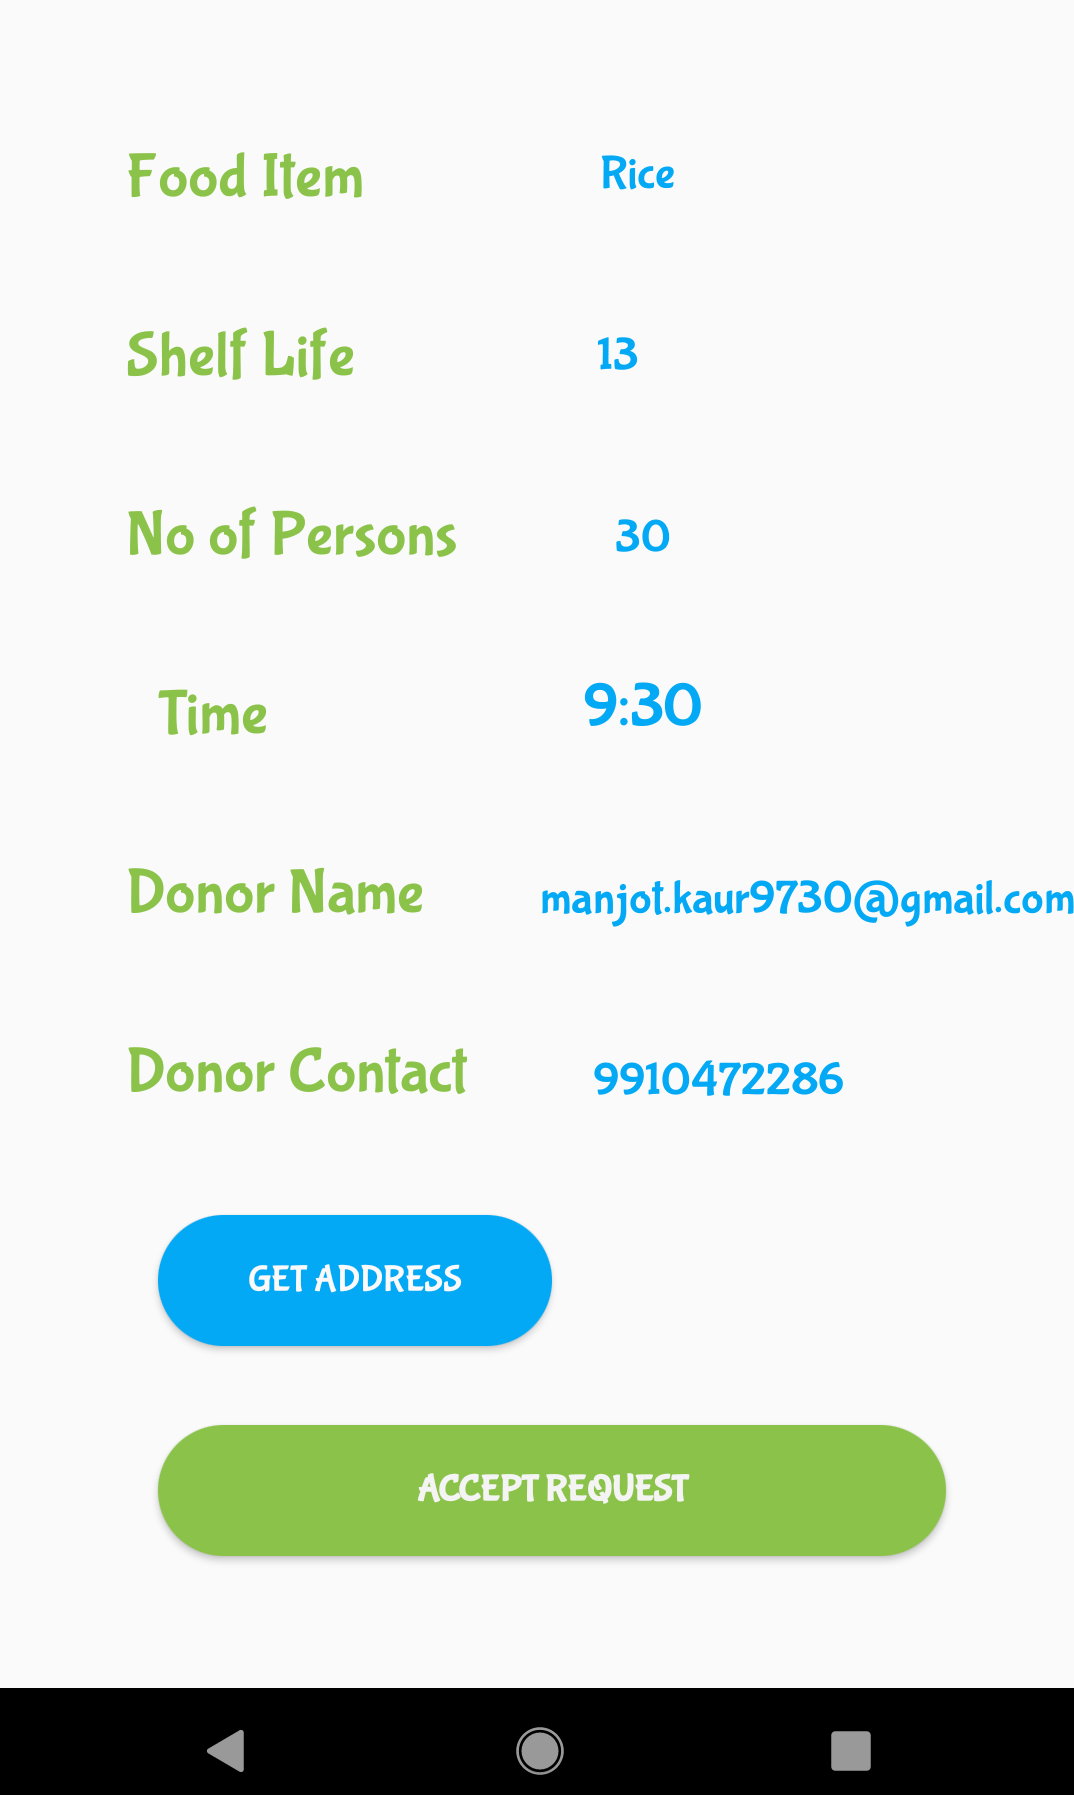 Food Item Rice
Shelf Life 13
No of Persons 30
Time 9:30
Donor Name manjot.kaur9730@gmail.com
Donor Contact 9910472286
GET ADDRESS
ACCEPT REQUEST